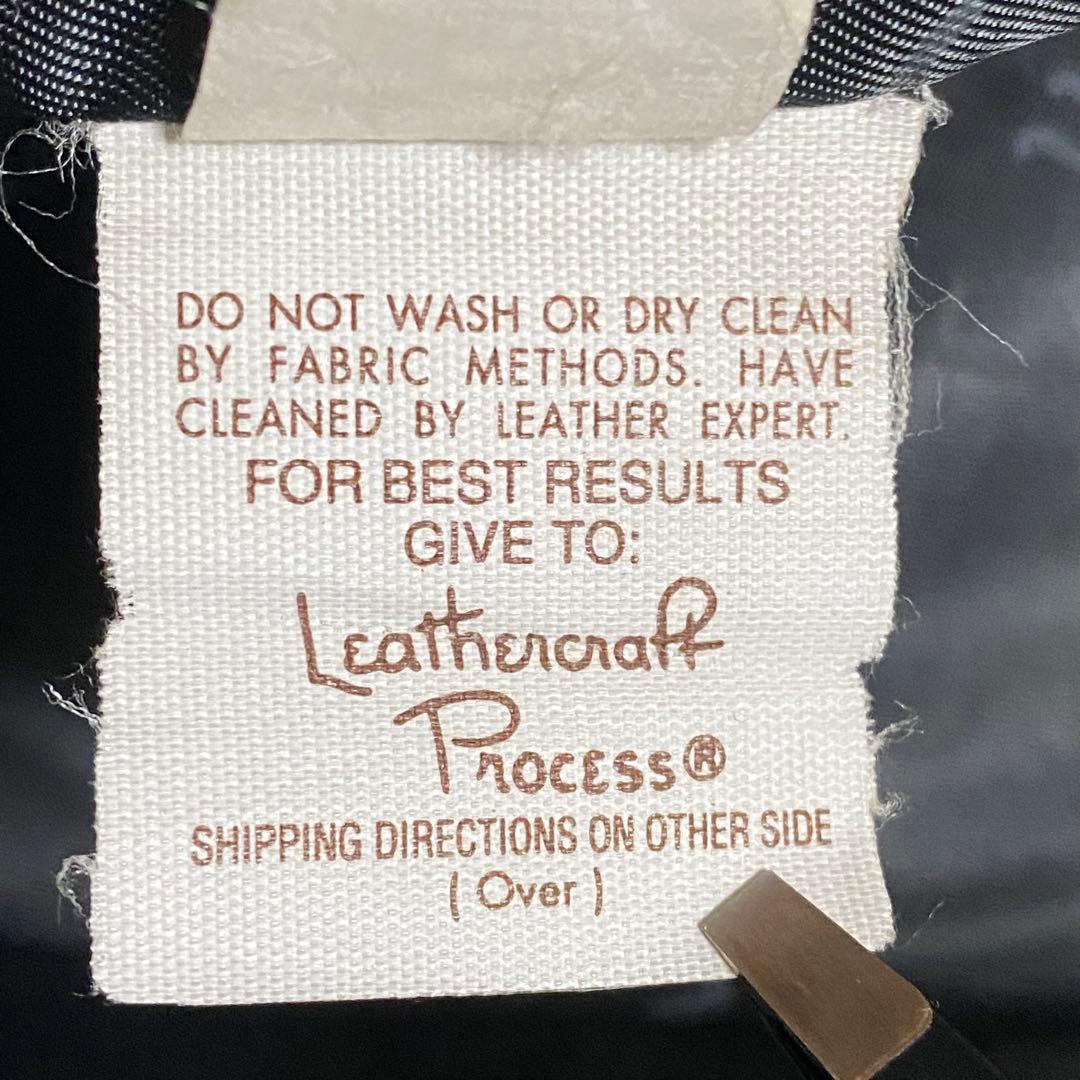 DO NOT WASH OR DRY CLEAN
BY FABRIC METHODS. HAVE
CLEANED BY LEATHER EXPERT.
FOR BEST RESULTS
GIVE TO:
Leathercraft
Process®
SHIPPING DIRECTIONS ON OTHER SIDE
( Over )